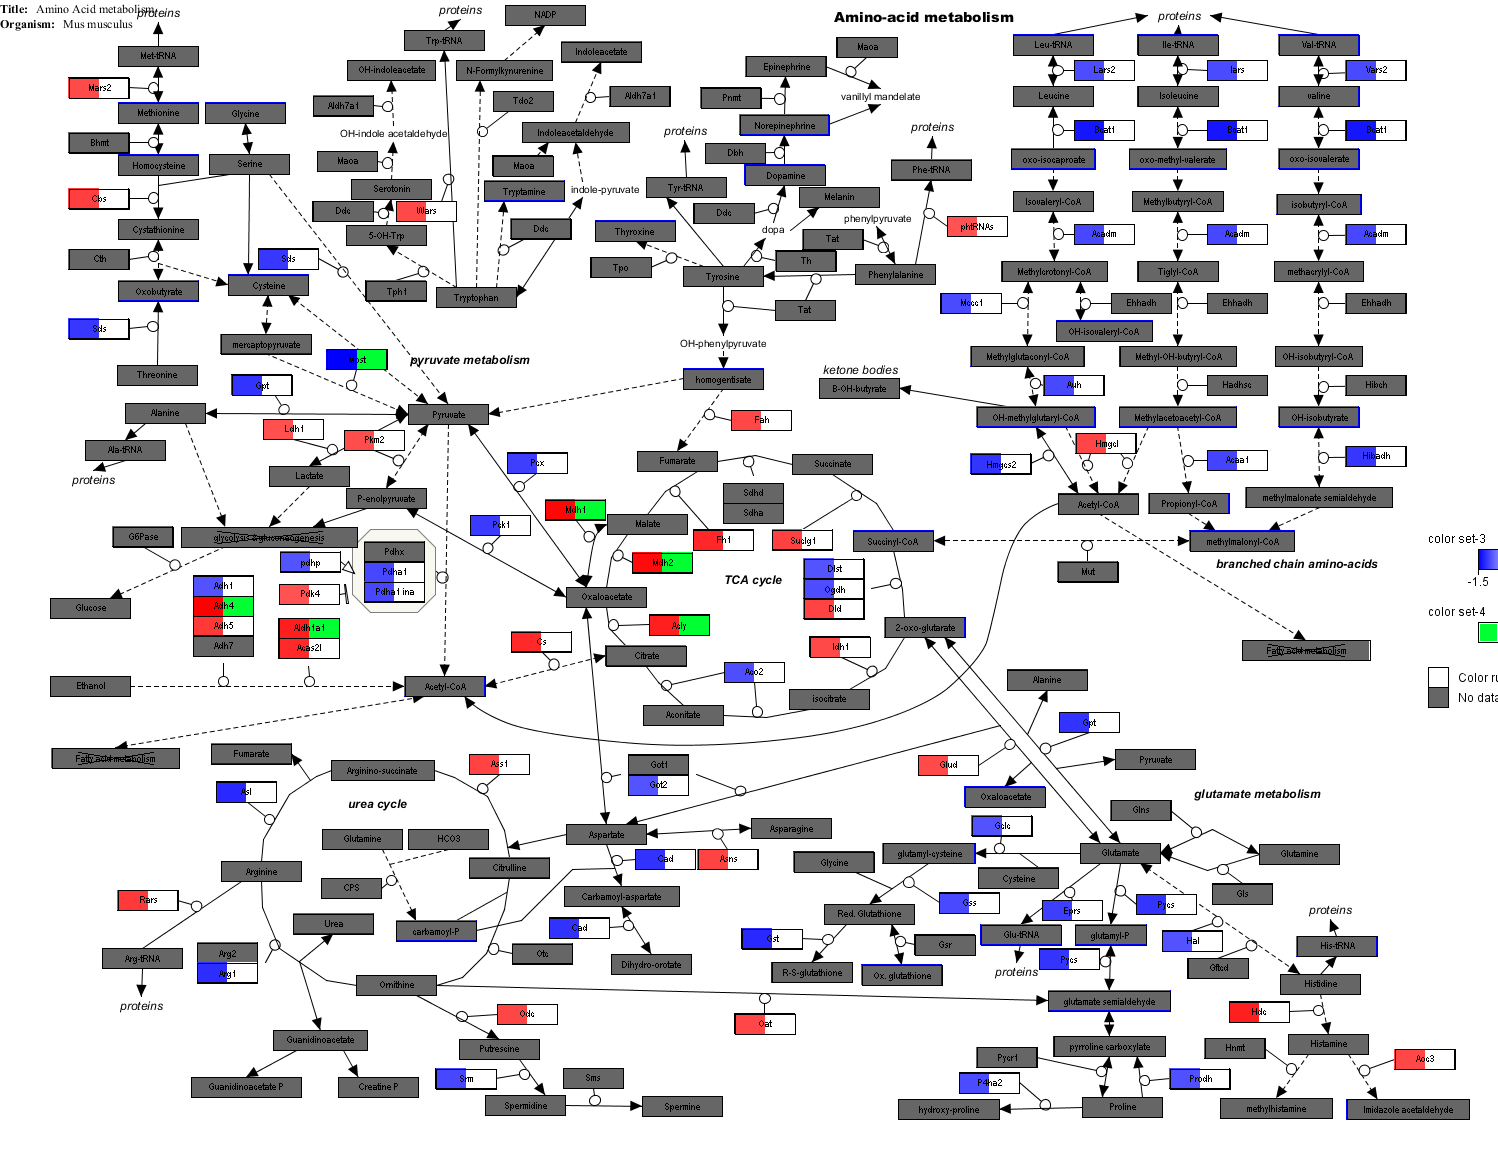 Title: Amino Acid metabolism
Organism: Mus musculus
Amino-acid metabolism
proteins
Met-tRNA
Mars2
Methionine
Glycine
Bhmt
Homocysteine
Serine
Cbs
Cystathionine
Cth
Sds
Oxobutyrate
Cysteine
Sds
mercaptopyruvate
Threonine
Gpt
Alanine
Ala-tRNA
proteins
Ldh1
Pkm2
Lactate
P-enolpyruvate
Pyruvate
pyruvate metabolism
proteins
Trp-tRNA
NADP
OH-indoleacetate
N-Formylkynurenine
Indoleacetate
Aldh7a1
Tdo2
Aldh7a1
OH-indole acetaldehyde
Indoleacetaldehyde
Maoa
Maoa
Serotonin
Tryptamine
indole-pyruvate
Ddc
Wars
Ddc
5-OH-Trp
Tph1
Tryptophan
Maoa
Epinephrine
Pnmt
vanillyl mandelate
Norepinephrine
proteins
proteins
Dbh
Dopamine
Phe-tRNA
Tyr-tRNA
Melanin
Ddc
phenylpyruvate
phtRNAs
Thyroxine
dopa
Tat
Tpo
Th
Tyrosine
Phenylalanine
Tat
OH-phenylpyruvate
homogentisate
ketone bodies
B-OH-butyrate
Fah
Fumarate
Succinate
Sdhd
Sdha
proteins
Leu-tRNA
Ile-tRNA
Val-tRNA
Lars2
Iars
Vars2
Leucine
Isoleucine
valine
Bcat1
Bcat1
Bcat1
oxo-isocaproate
oxo-methyl-valerate
oxo-isovalerate
Isovaleryl-CoA
Methylbutyryl-CoA
isobutyryl-CoA
Acadm
Acadm
Acadm
Methylcrotonyl-CoA
Tiglyl-CoA
methacrylyl-CoA
Mccc1
Ehhadh
Ehhadh
Ehhadh
OH-isovaleryl-CoA
Methylglutaconyl-CoA
Methyl-OH-butyryl-CoA
OH-isobutyryl-CoA
Auh
Hadhsc
Hibch
OH-methylglutaryl-CoA
Methylacetoacetyl-CoA
OH-isobutyrate
Hmgcl
Hmgcs2
Acaa1
Hibadh
Acetyl-CoA
Propionyl-CoA
methylmalonate semialdehyde
methylmalonyl-CoA
Mut
branched chain amino-acids
Fatty acid metabolism
color set-3
-1.5
color set-4
Color ru
No data
Pcx
Pck1
Mdh1
Malate
Fh1
Suclg1
Succinyl-CoA
Mdh2
TCA cycle
Dlst
Ogdh
Dld
Oxaloacetate
Acly
2-oxo-glutarate
Cs
Citrate
Idh1
Aco2
isocitrate
Aconitate
G6Pase
glycolysis &gluconeogenesis
pdhp
Pdhx
Pdha1
Pdha1 ina
Pdk4
Adh1
Adh4
Adh5
Adh7
Aldh1a1
Acas2l
Glucose
Ethanol
Acetyl-CoA
Fatty acid metabolism
Fumarate
Arginino-succinate
Ass1
Asl
urea cycle
Glutamine
HCO3
Citrulline
CPS
Arginine
Rars
carbamoyl-P
Urea
Otc
Arg-tRNA
Arg2
Arg1
proteins
Ornithine
Odc
Guanidinoacetate
Putrescine
Guanidinoacetate P
Creatine P
Srm
Sms
Spermidine
Spermine
Got1
Got2
Aspartate
Asparagine
Cad
Asns
Carbamoyl-aspartate
Cad
Dihydro-orotate
Oat
Alanine
Gpt
Glud
Pyruvate
Oxaloacetate
glutamate metabolism
Glns
Gclc
glutamyl-cysteine
Glutamate
Glutamine
Glycine
Cysteine
Gls
Gss
Red. Glutathione
Eprs
Pycs
Gst
Gsr
Glu-tRNA
glutamyl-P
Hal
R-S-glutathione
Ox. glutathione
proteins
Pycs
Gftcd
proteins
His-tRNA
Histidine
glutamate semialdehyde
Hdc
pyrroline carboxylate
Histamine
Pycr1
Hnmt
Aoc3
P4ha2
Prodh
hydroxy-proline
Proline
methylhistamine
Imidazole acetaldehyde